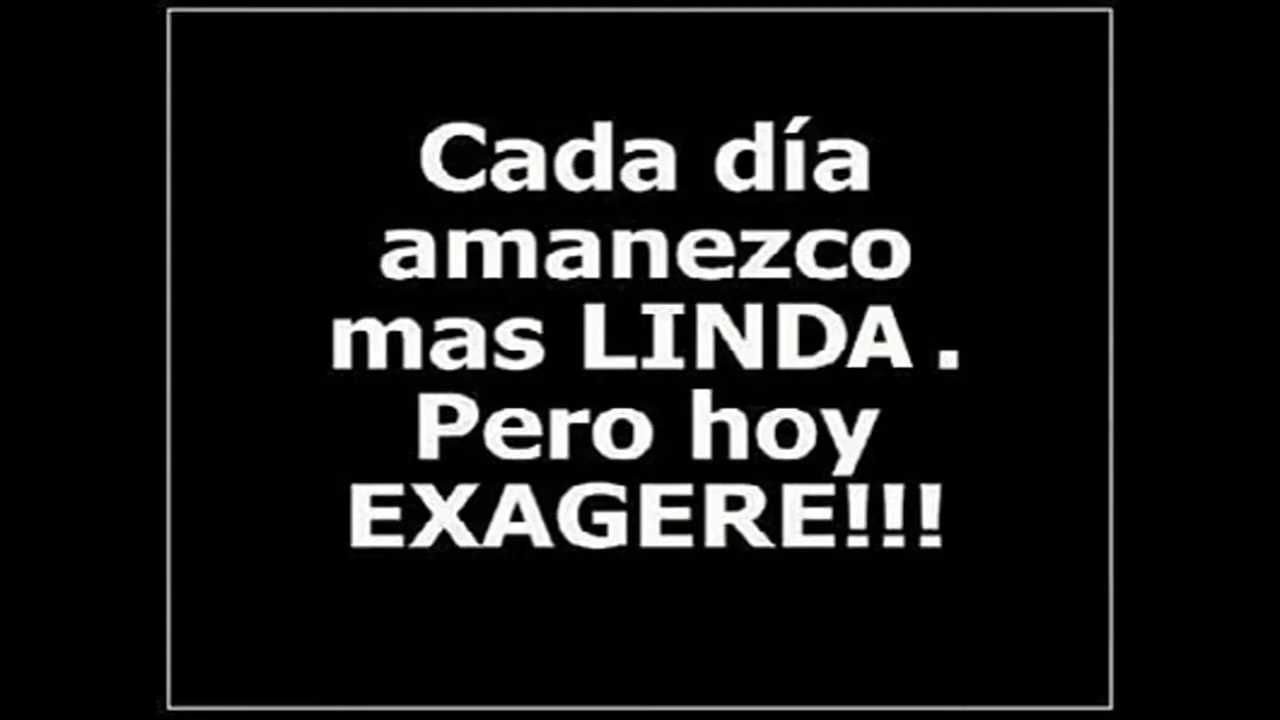 Cada día
amanezco
mas LINDA .
Pero hoy
EXAGERE!!!